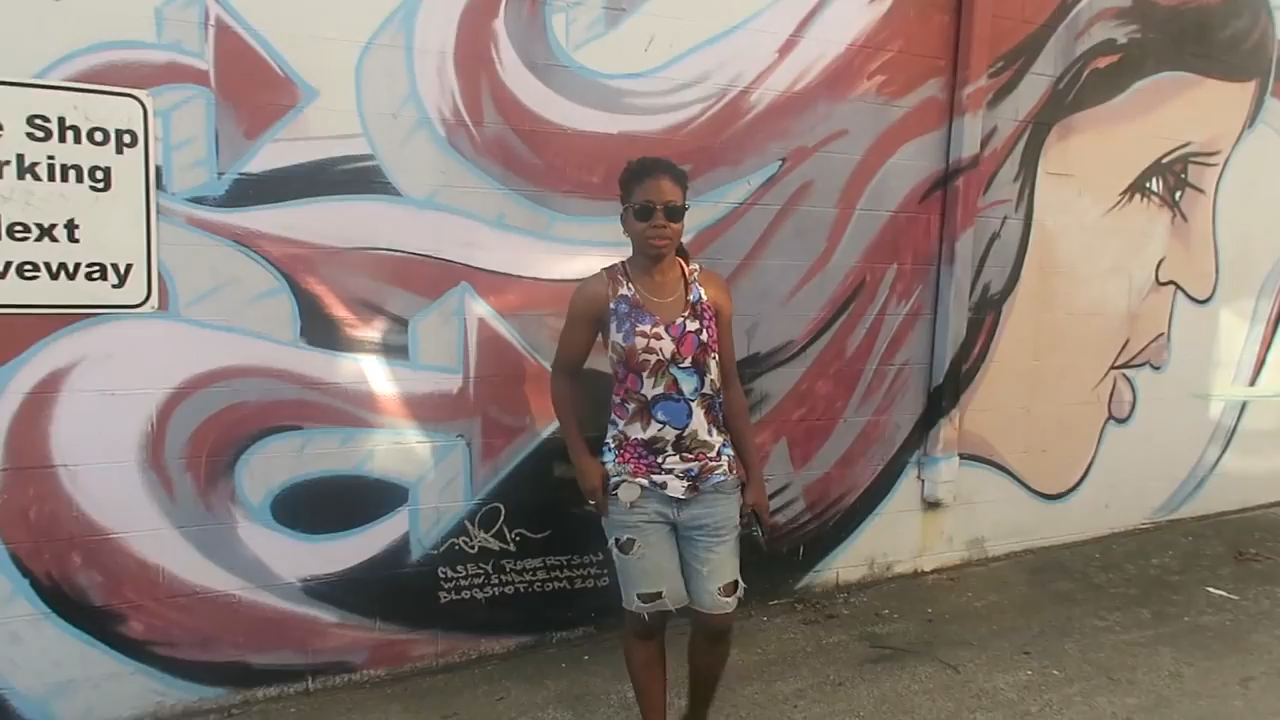 e Shop
rking
lext
veway
CASEY ROBERTSON
WWW.SNAKEHAWK.
BLOGSPOT.COM 2010